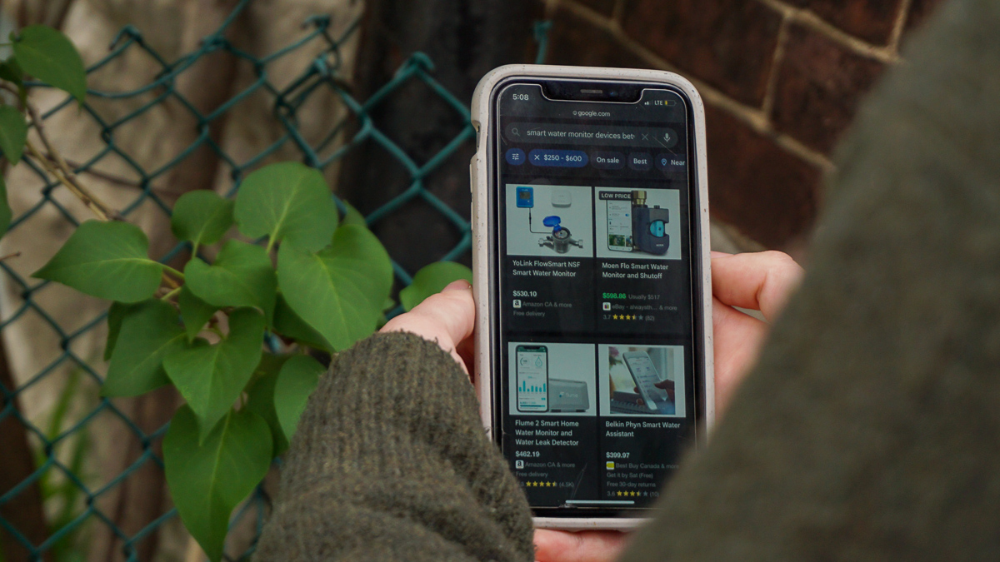 5:08
LTE
google.com
smart water monitor devices bet
$250 - $600
On sale
Best
Near
LOW PRICE
YoLink FlowSmart NSF
Smart Water Monitor
$530.10
Amazon CA & more
Free delivery
Moen Flo Smart Water
Monitor and Shutoff
$598.86 Usually $517
eBay - alwaysth... & more
3.7 (82)
Flume 2 Smart Home
Water Monitor and
Water Leak Detector
$462.19
Amazon CA & more
Free delivery
(4.5K)
Belkin Phyn Smart Water
Assistant
$399.97
Best Buy Canada & more
Get it by Sat (Free)
Free 30-day returns
3.6